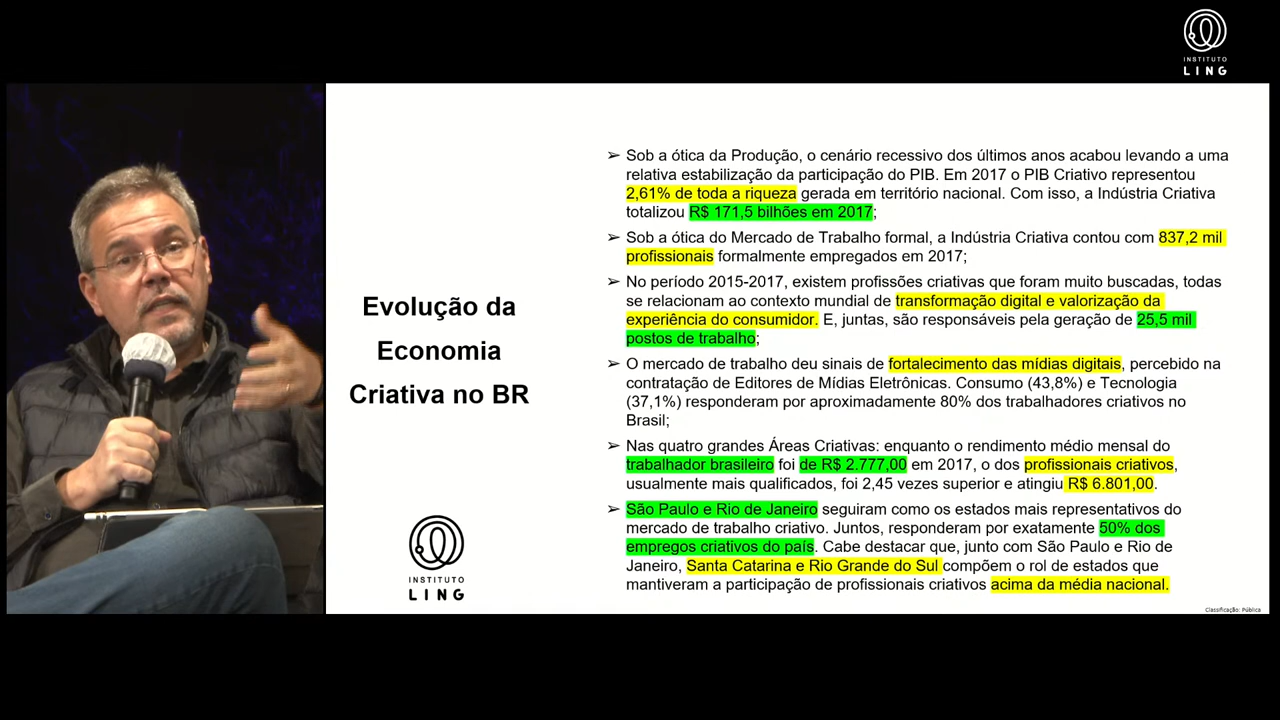 INSTITUTO
LING
Evolução da
Economia
Criativa no BR
INSTITUTO
LING
➢ Sob a ótica da Produção, o cenário recessivo dos últimos anos acabou levando a uma
relativa estabilização da participação do PIB. Em 2017 o PIB Criativo representou
2,61% de toda a riqueza gerada em território nacional. Com isso, a Indústria Criativa
totalizou R$ 171,5 bilhões em 2017;
➢ Sob a ótica do Mercado de Trabalho formal, a Indústria Criativa contou com 837,2 mil
profissionais formalmente empregados em 2017;
➢ No período 2015-2017, existem profissões criativas que foram muito buscadas, todas
se relacionam ao contexto mundial de transformação digital e valorização da
experiência do consumidor. E, juntas, são responsáveis pela geração de 25,5 mil
postos de trabalho;
➢ O mercado de trabalho deu sinais de fortalecimento das mídias digitais, percebido na
contratação de Editores de Mídias Eletrônicas. Consumo (43,8%) e Tecnologia
(37,1%) responderam por aproximadamente 80% dos trabalhadores criativos no
Brasil;
➢ Nas quatro grandes Áreas Criativas: enquanto o rendimento médio mensal do
trabalhador brasileiro foi de R$ 2.777,00 em 2017, o dos profissionais criativos,
usualmente mais qualificados, foi 2,45 vezes superior e atingiu R$ 6.801,00.
➢ São Paulo e Rio de Janeiro seguiram como os estados mais representativos do
mercado de trabalho criativo. Juntos, responderam por exatamente 50% dos
empregos criativos do país. Cabe destacar que, junto com São Paulo e Rio de
Janeiro, Santa Catarina e Rio Grande do Sul compõem o rol de estados que
mantiveram a participação de profissionais criativos acima da média nacional.
Classificação: Pública